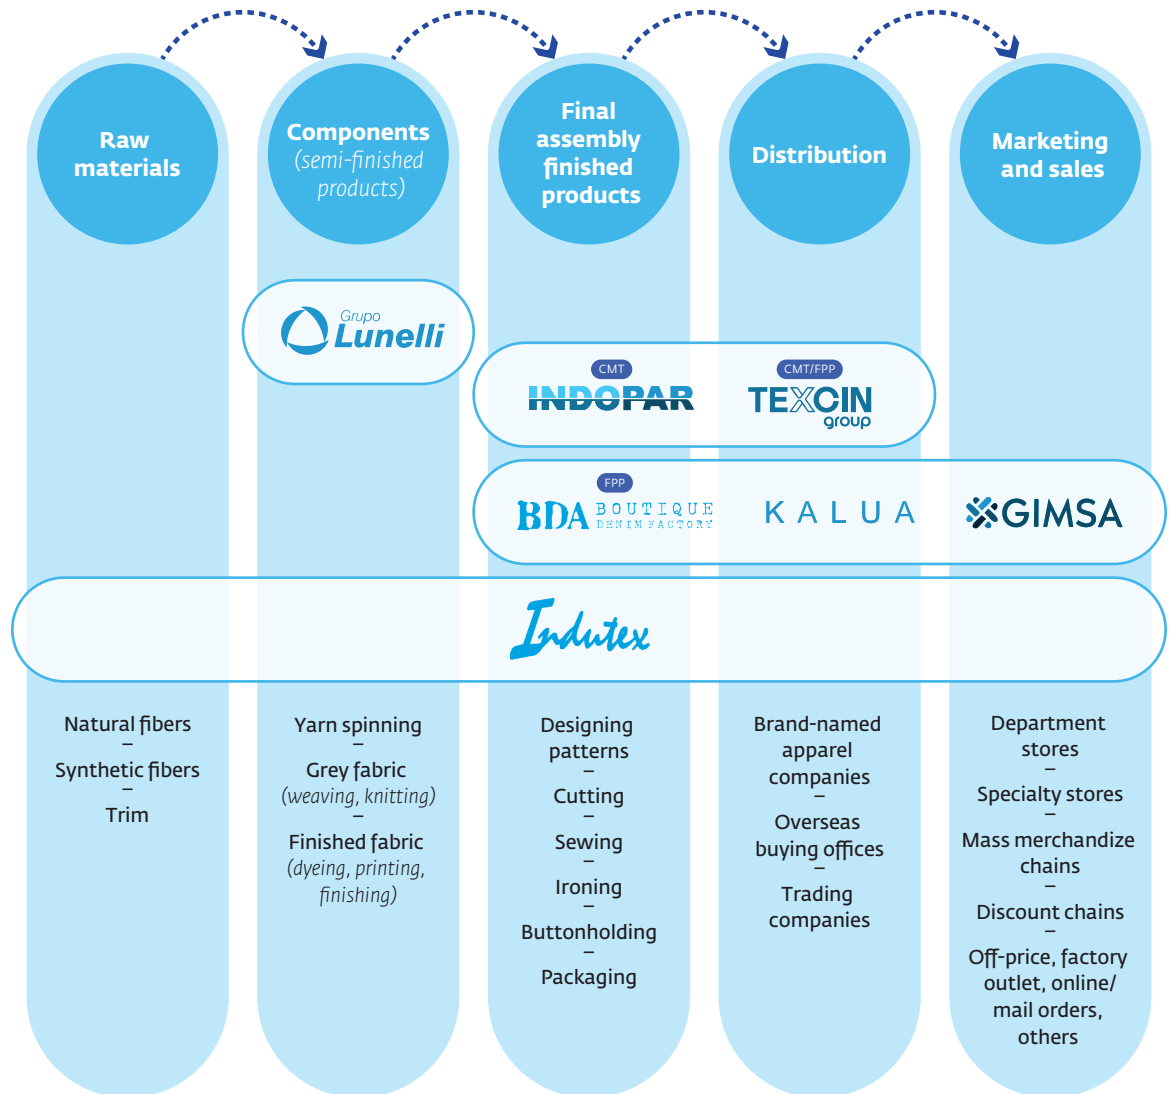 Raw
materials
Components
(semi-finished
products)
Final
assembly
finished
products
Distribution
Marketing
and sales
Grupo
Lunelli
CMT
INDOPAR
CMT/FPP
TEXCIN
group
FPP
BDA BOUTIQUE
DENIM FACTORY
KALUA
GIMSA
Indutex
Natural fibers
–
Synthetic fibers
–
Trim
Yarn spinning
–
Grey fabric
(weaving, knitting)
–
Finished fabric
(dyeing, printing,
finishing)
Designing
patterns
–
Cutting
–
Sewing
–
Ironing
–
Buttonholding
–
Packaging
Brand-named
apparel
companies
–
Overseas
buying offices
–
Trading
companies
Department
stores
–
Specialty stores
–
Mass merchandize
chains
–
Discount chains
–
Off-price, factory
outlet, online/
mail orders,
others